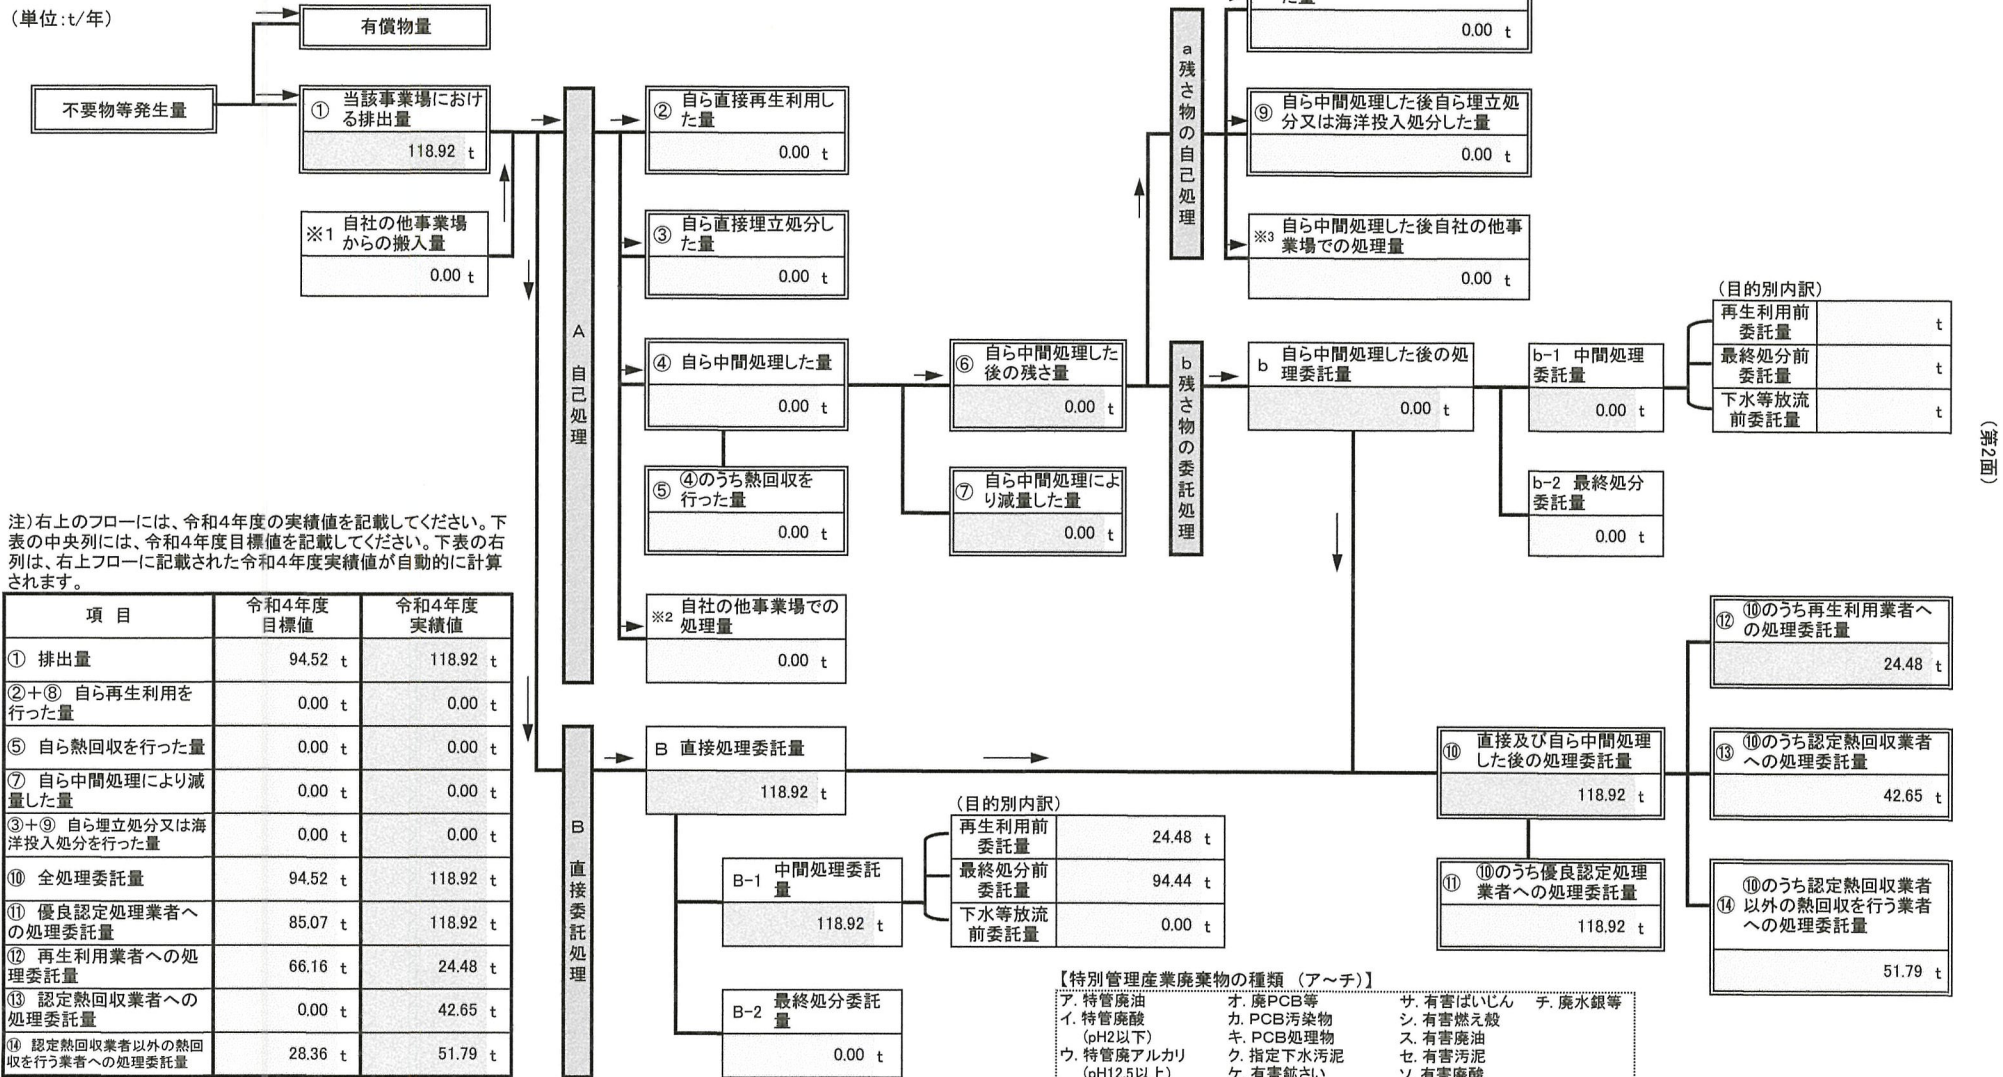 (単位:t/年)
有償物量
不要物等発生量
① 当該事業場におけ
る排出量
118.92 t
※1 自社の他事業場
からの搬入量
0.00 t
A 自己処理
② 自ら直接再生利用し
た量
0.00 t
③ 自ら直接埋立処分し
た量
0.00 t
④ 自ら中間処理した量
0.00 t
⑤ ④のうち熱回収を
行った量
0.00 t
※2 自社の他事業場での
処理量
0.00 t
⑥ 自ら中間処理した
後の残さ量
0.00 t
⑦ 自ら中間処理によ
り減量した量
0.00 t
a 残さ物の自己処理
た量
0.00 t
⑨ 自ら中間処理した後自ら埋立処
分又は海洋投入処分した量
0.00 t
※3 自ら中間処理した後自社の他事
業場での処理量
0.00 t
b 残さ物の委託処理
b 自ら中間処理した後の処
理委託量
0.00 t
b-1 中間処理
委託量
0.00 t
b-2 最終処分
委託量
0.00 t
(目的別内訳)
再生利用前
委託量 t
最終処分前
委託量 t
下水等放流
前委託量 t
(第2面)
注)右上のフローには、令和4年度の実績値を記載してください。下
表の中央列には、令和4年度目標値を記載してください。下表の右
列は、右上フローに記載された令和4年度実績値が自動的に計算
されます。
項 目 令和4年度 令和4年度
目標値 実績値
① 排出量 94.52 t 118.92 t
②+⑧ 自ら再生利用を
行った量 0.00 t 0.00 t
⑤ 自ら熱回収を行った量 0.00 t 0.00 t
⑦ 自ら中間処理により減
量した量 0.00 t 0.00 t
③+⑨ 自ら埋立処分又は海
洋投入処分を行った量 0.00 t 0.00 t
⑩ 全処理委託量 94.52 t 118.92 t
⑪ 優良認定処理業者へ
の処理委託量 85.07 t 118.92 t
⑫ 再生利用業者への処
理委託量 66.16 t 24.48 t
⑬ 認定熱回収業者への
処理委託量 0.00 t 42.65 t
⑭ 認定熱回収業者以外の熱回
収を行う業者への処理委託量 28.36 t 51.79 t
B 直接委託処理
B 直接処理委託量
118.92 t
B-1 中間処理委託
量
118.92 t
B-2 最終処分委託
量
0.00 t
(目的別内訳)
再生利用前
委託量 24.48 t
最終処分前
委託量 94.44 t
下水等放流
前委託量 0.00 t
⑩ 直接及び自ら中間処理
した後の処理委託量
118.92 t
⑪ ⑩のうち優良認定処理
業者への処理委託量
118.92 t
⑫ ⑩のうち再生利用業者へ
の処理委託量
24.48 t
⑬ ⑩のうち認定熱回収業者
への処理委託量
42.65 t
⑭ ⑩のうち認定熱回収業者
以外の熱回収を行う業者
への処理委託量
51.79 t
【特別管理産業廃棄物の種類 (ア~チ)】
ア. 特管廃油 オ. 廃PCB等 サ. 有害ばいじん チ. 廃水銀等
イ. 特管廃酸 カ. PCB汚染物 シ. 有害燃え殻
(pH2以下) キ. PCB処理物 ス. 有害廃油
ウ. 特管廃アルカリ ク. 指定下水汚泥 セ. 有害汚泥
(pH12.5以上) ケ. 有害鉱さい ソ. 有害廃酸